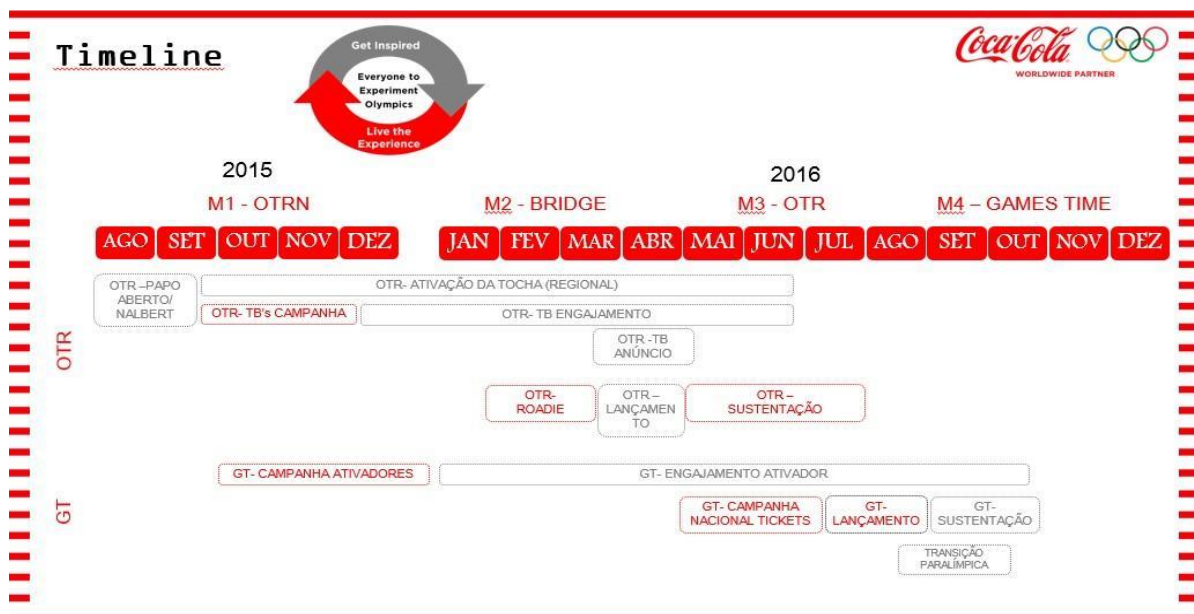 Timeline
Get Inspired
Everyone to
Experiment
Olympics
Live the
Experience
Coca-Cola
WORLDWIDE PARTNER
2015
2016
M1 - OTRN
M2 - BRIDGE
M3 - OTR
M4 – GAMES TIME
AGO SET OUT NOV DEZ JAN FEV MAR ABR MAI JUN JUL AGO SET OUT NOV DEZ
OTR
OTR –PAPO
ABERTO/
NALBERT
OTR- ATIVAÇÃO DA TOCHA (REGIONAL)
OTR- TB's CAMPANHA
OTR- TB ENGAJAMENTO
OTR -TB
ANÚNCIO
OTR-
ROADIE
OTR –
LANÇAMEN
TO
OTR –
SUSTENTAÇÃO
GT
GT- CAMPANHA ATIVADORES
GT- ENGAJAMENTO ATIVADOR
GT- CAMPANHA
NACIONAL TICKETS
GT-
LANÇAMENTO
GT-
SUSTENTAÇÃO
TRANSIÇÃO
PARALÍMPICA